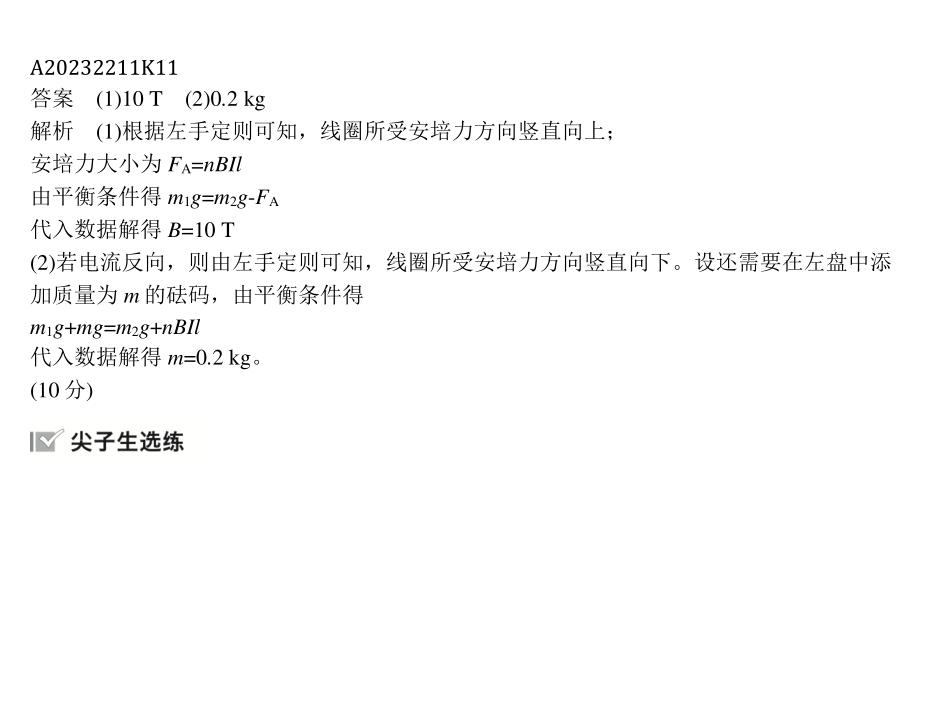 A20232211K11
答案 (1)10 T (2)0.2 kg
解析 (1)根据左手定则可知，线圈所受安培力方向竖直向上；
安培力大小为 FA=nBIl
由平衡条件得 m1g=m2g-FA
代入数据解得 B=10 T
(2)若电流反向，则由左手定则可知，线圈所受安培力方向竖直向下。设还需要在左盘中添
加质量为 m 的砝码，由平衡条件得
m1g+mg=m2g+nBIl
代入数据解得 m=0.2 kg。
(10 分)
尖子生选练